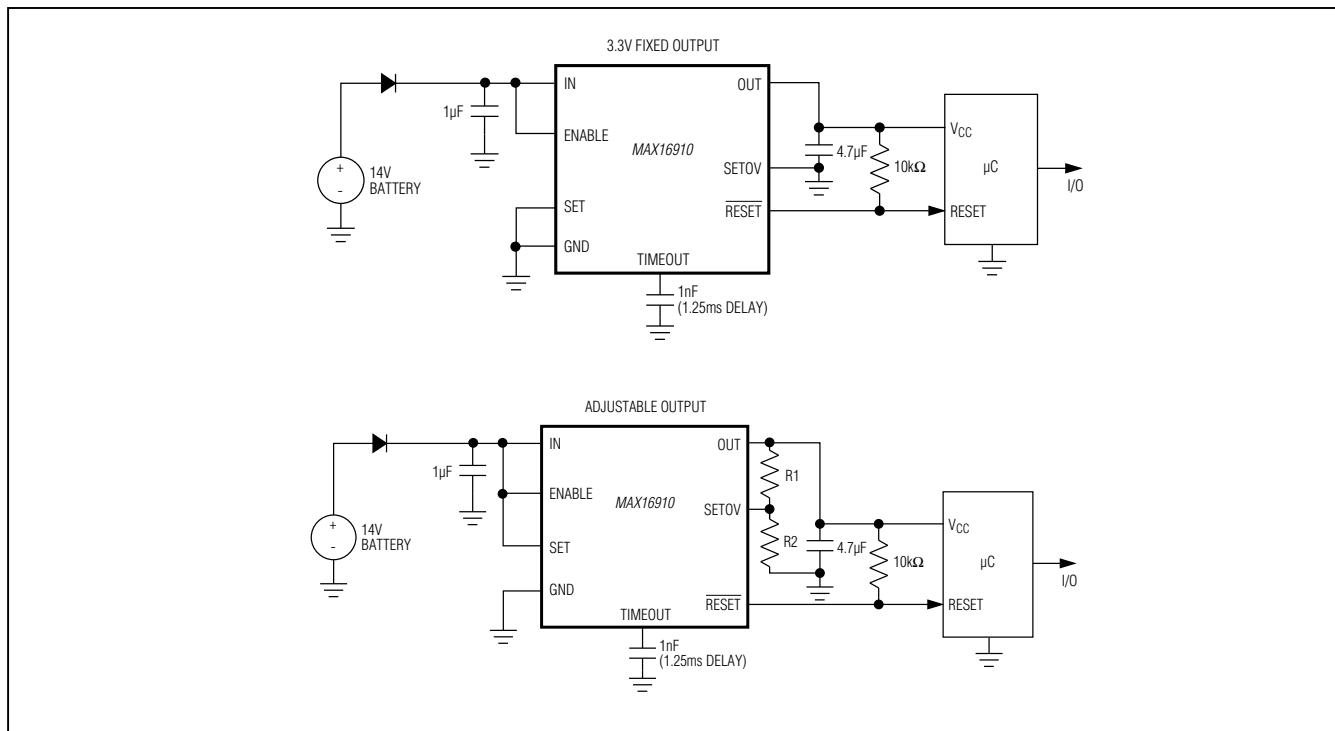 3.3V FIXED OUTPUT
IN
OUT
1µF
ENABLE
MAX16910
VCC
4.7µF
10kΩ
µC
SETOV
I/O
+
-
14V
BATTERY
SET
RESET
RESET
GND
TIMEOUT
1nF
(1.25ms DELAY)
ADJUSTABLE OUTPUT
IN
OUT
1µF
R1
ENABLE
MAX16910
SETOV
VCC
+
-
14V
BATTERY
SET
R2
4.7µF
10kΩ
µC
I/O
GND
RESET
RESET
TIMEOUT
1nF
(1.25ms DELAY)